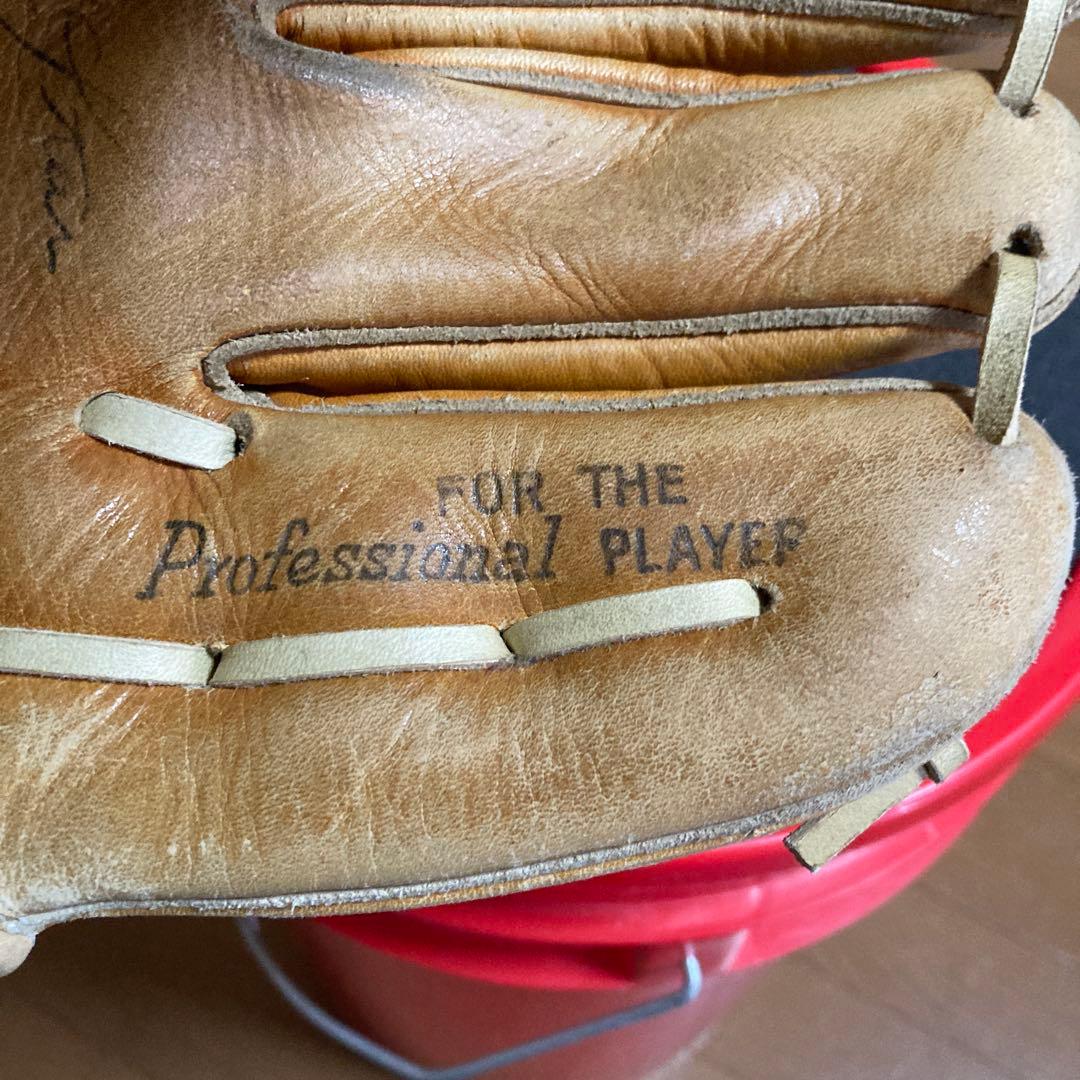 FOR THE
Professional PLAYER